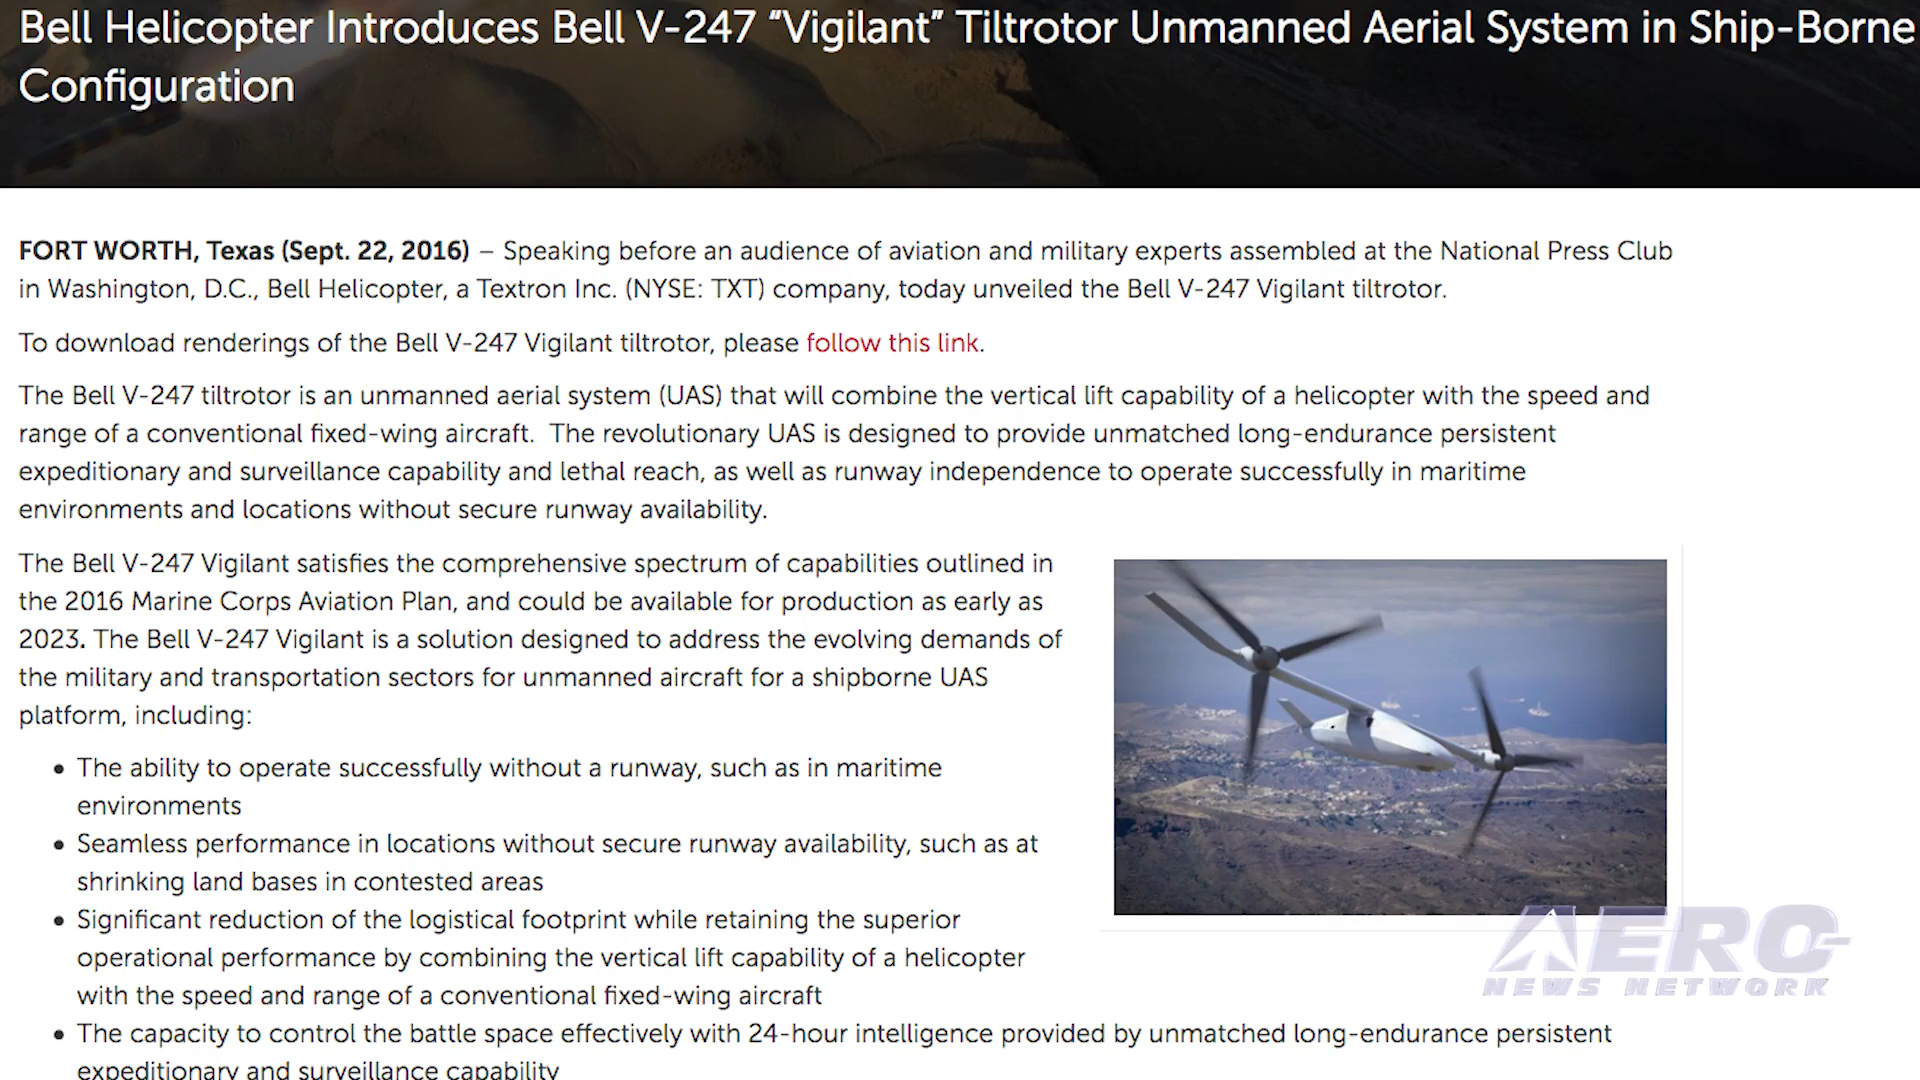 Bell Helicopter Introduces Bell V-247 “Vigilant” Tiltrotor Unmanned Aerial System in Ship-Borne
Configuration
FORT WORTH, Texas (Sept. 22, 2016) – Speaking before an audience of aviation and military experts assembled at the National Press Club
in Washington, D.C., Bell Helicopter, a Textron Inc. (NYSE: TXT) company, today unveiled the Bell V-247 Vigilant tiltrotor.
To download renderings of the Bell V-247 Vigilant tiltrotor, please follow this link.
The Bell V-247 tiltrotor is an unmanned aerial system (UAS) that will combine the vertical lift capability of a helicopter with the speed and
range of a conventional fixed-wing aircraft. The revolutionary UAS is designed to provide unmatched long-endurance persistent
expeditionary and surveillance capability and lethal reach, as well as runway independence to operate successfully in maritime
environments and locations without secure runway availability.
The Bell V-247 Vigilant satisfies the comprehensive spectrum of capabilities outlined in
the 2016 Marine Corps Aviation Plan, and could be available for production as early as
2023. The Bell V-247 Vigilant is a solution designed to address the evolving demands of
the military and transportation sectors for unmanned aircraft for a shipborne UAS
platform, including:
• The ability to operate successfully without a runway, such as in maritime
environments
• Seamless performance in locations without secure runway availability, such as at
shrinking land bases in contested areas
• Significant reduction of the logistical footprint while retaining the superior
operational performance by combining the vertical lift capability of a helicopter
with the speed and range of a conventional fixed-wing aircraft
• The capacity to control the battle space effectively with 24-hour intelligence provided by unmatched long-endurance persistent
expeditionary and surveillance capability
AERO-
NEWS NETWORK